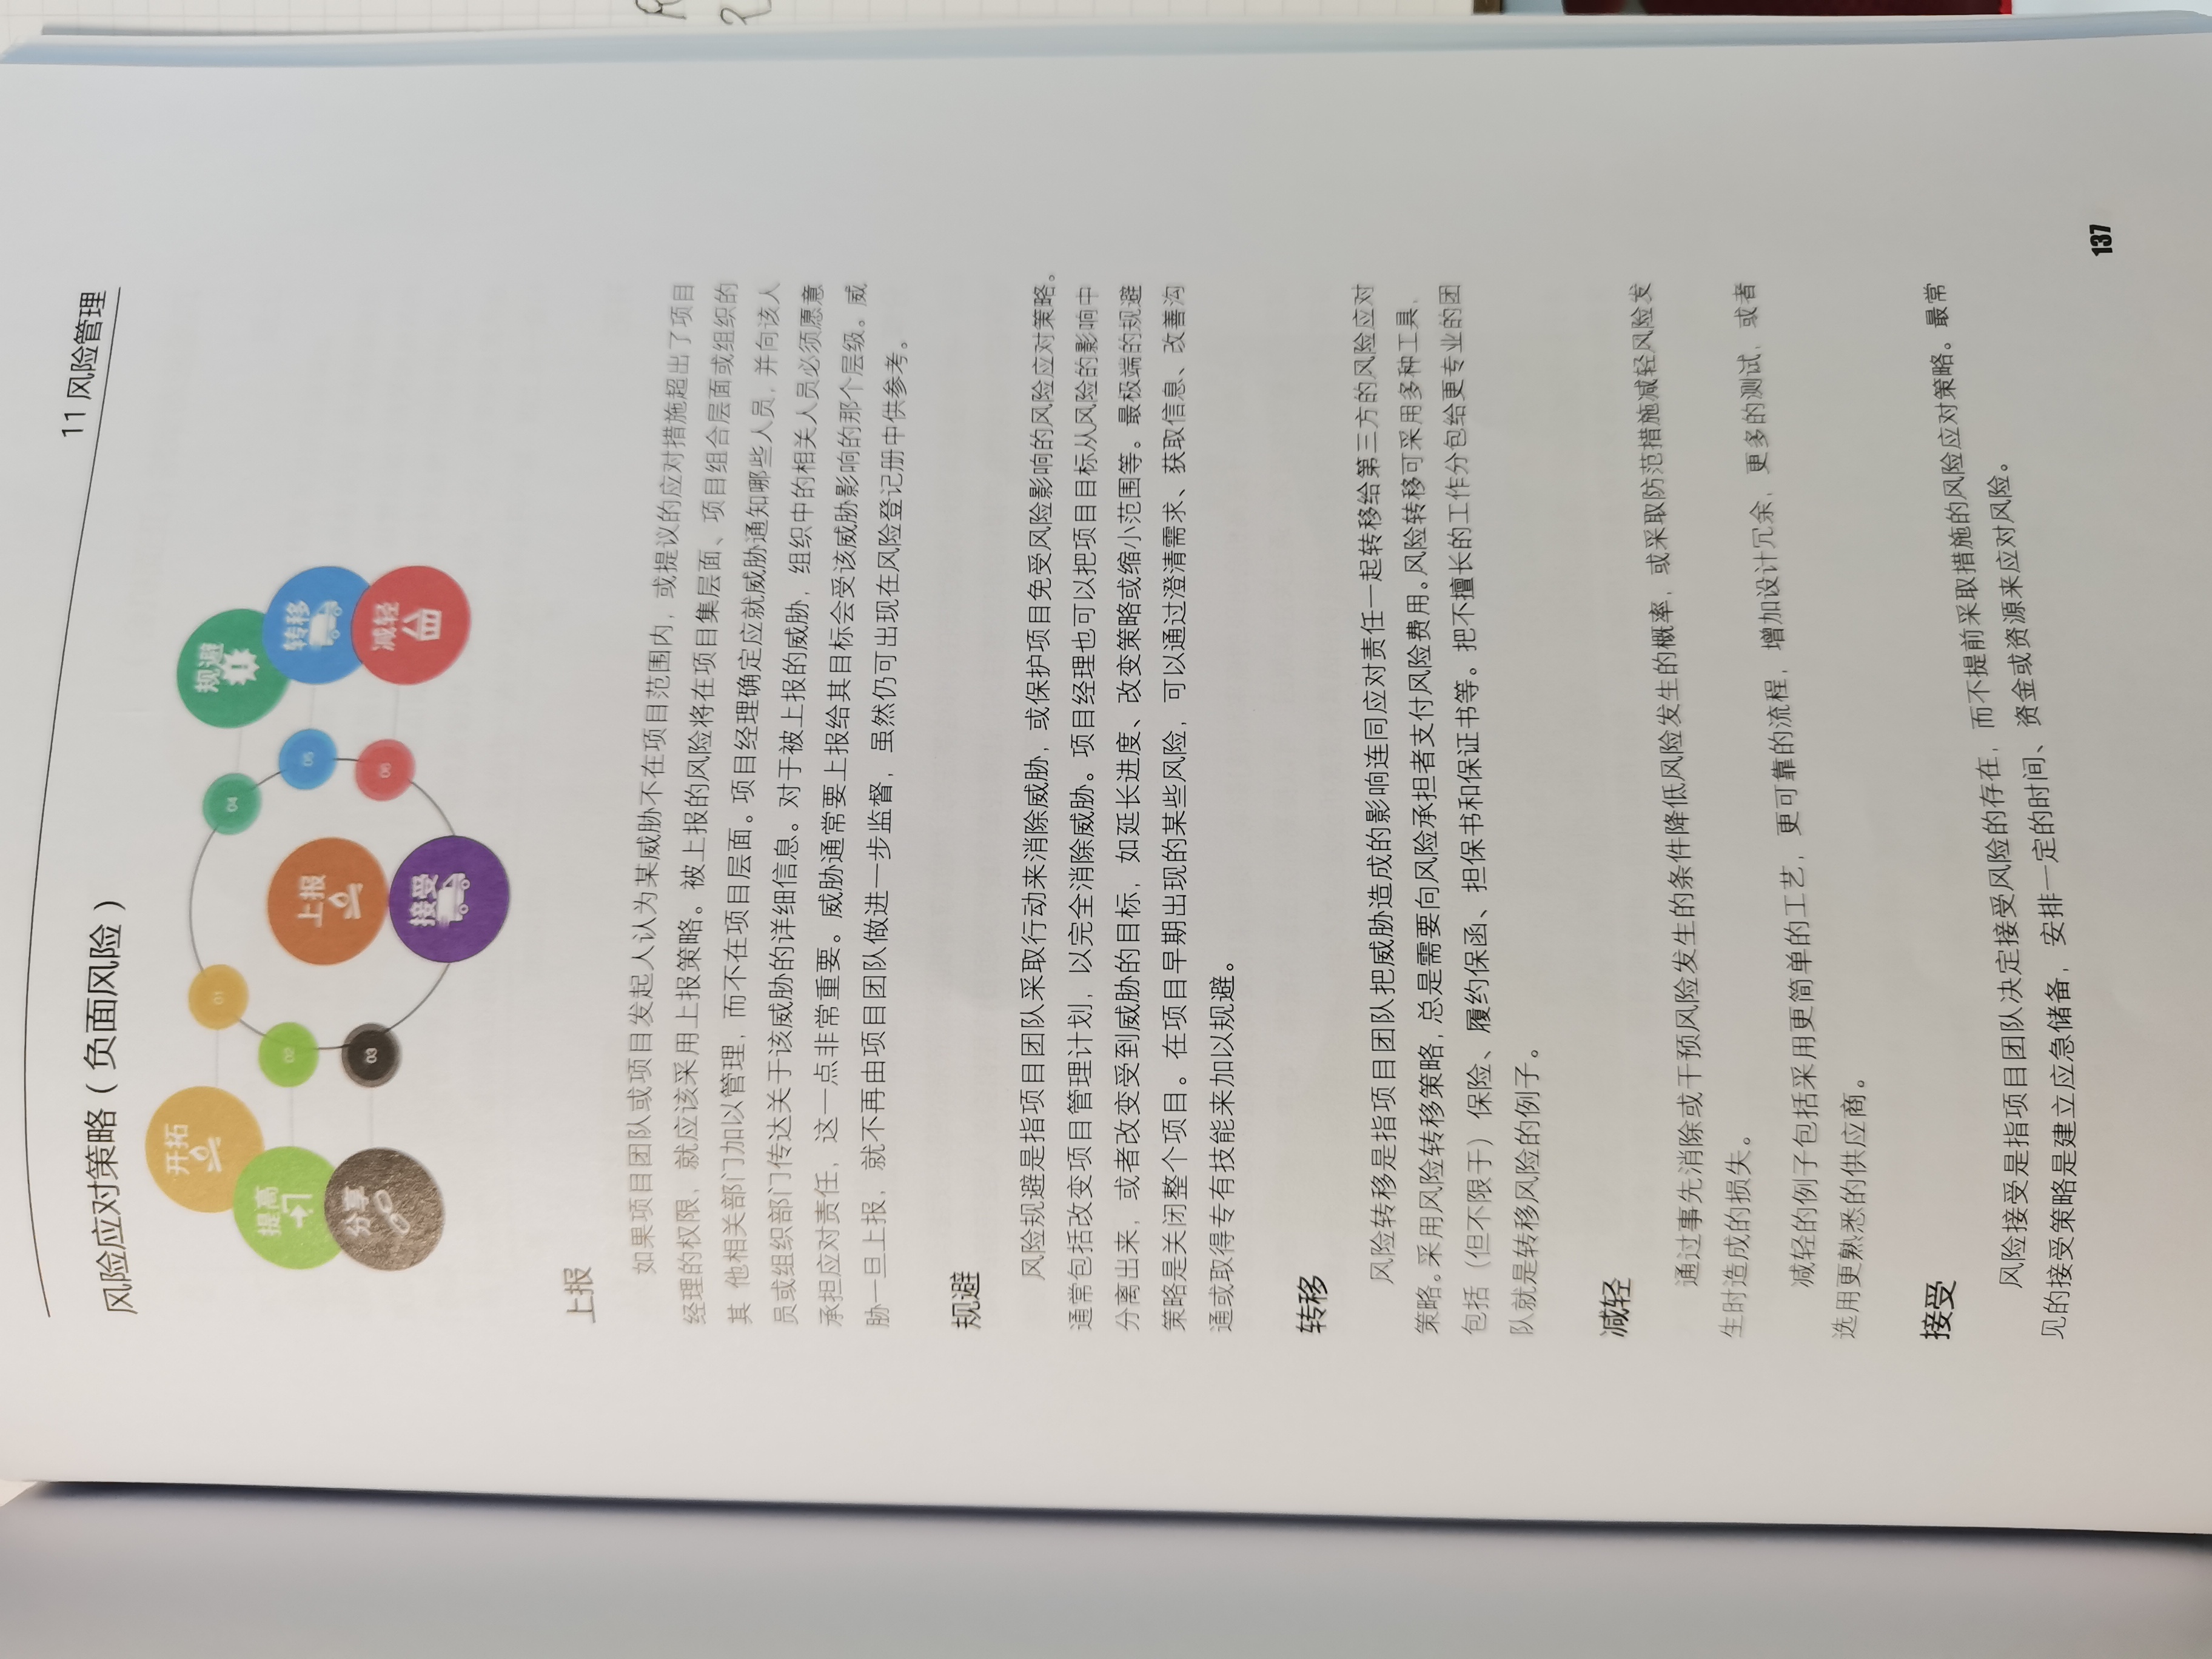 11 风险管理
风险应对策略（负面风险）
开拓
提高
分享
01
02
03
上报
接受
04
05
06
规避
转移
减轻
上报
如果项目团队或项目发起人认为某威胁不在项目范围内，或提议的应对措施超出了项目
经理的权限，就应该采用上报策略。被上报的风险将在项目集层面、项目组合层面或组织的
其 他相关部门加以管理，而不在项目层面。项目经理确定应就威胁通知哪些人员，并向该人
员或组织部门传达关于该威胁的详细信息。对于被上报的威胁，组织中的相关人员必须愿意
承担应对责任，这一点非常重要。威胁通常要上报给其目标会受该威胁影响的那个层级。威
胁一旦上报，就不再由项目团队做进一步监督，虽然仍可出现在风险登记册中供参考。
规避
风险规避是指项目团队采取行动来消除威胁，或保护项目免受风险影响的风险应对策略。
通常包括改变项目管理计划，以完全消除威胁。项目经理也可以把项目目标从风险的影响中
分离出来，或者改变受到威胁的目标，如延长进度、改变策略或缩小范围等。最极端的规避
策略是关闭整个项目。在项目早期出现的某些风险，可以通过澄清需求、获取信息、改善沟
通或取得专有技能来加以规避。
转移
风险转移是指项目团队把威胁造成的影响连同应对责任一起转移给第三方的风险应对
策略。采用风险转移策略，总是需要向风险承担者支付风险费用。风险转移可采用多种工具，
包括（但不限于）保险、履约保函、担保书和保证书等。把不擅长的工作分包给更专业的团
队就是转移风险的例子。
减轻
通过事先消除或干预风险发生的条件降低风险发生的概率，或采取防范措施减轻风险发
生时造成的损失。
减轻的例子包括采用更简单的工艺，更可靠的流程，增加设计冗余，更多的测试，或者
选用更熟悉的供应商。
接受
风险接受是指项目团队决定接受风险的存在，而不提前采取措施的风险应对策略。最常
见的接受策略是建立应急储备，安排一定的时间、资金或资源来应对风险。
137